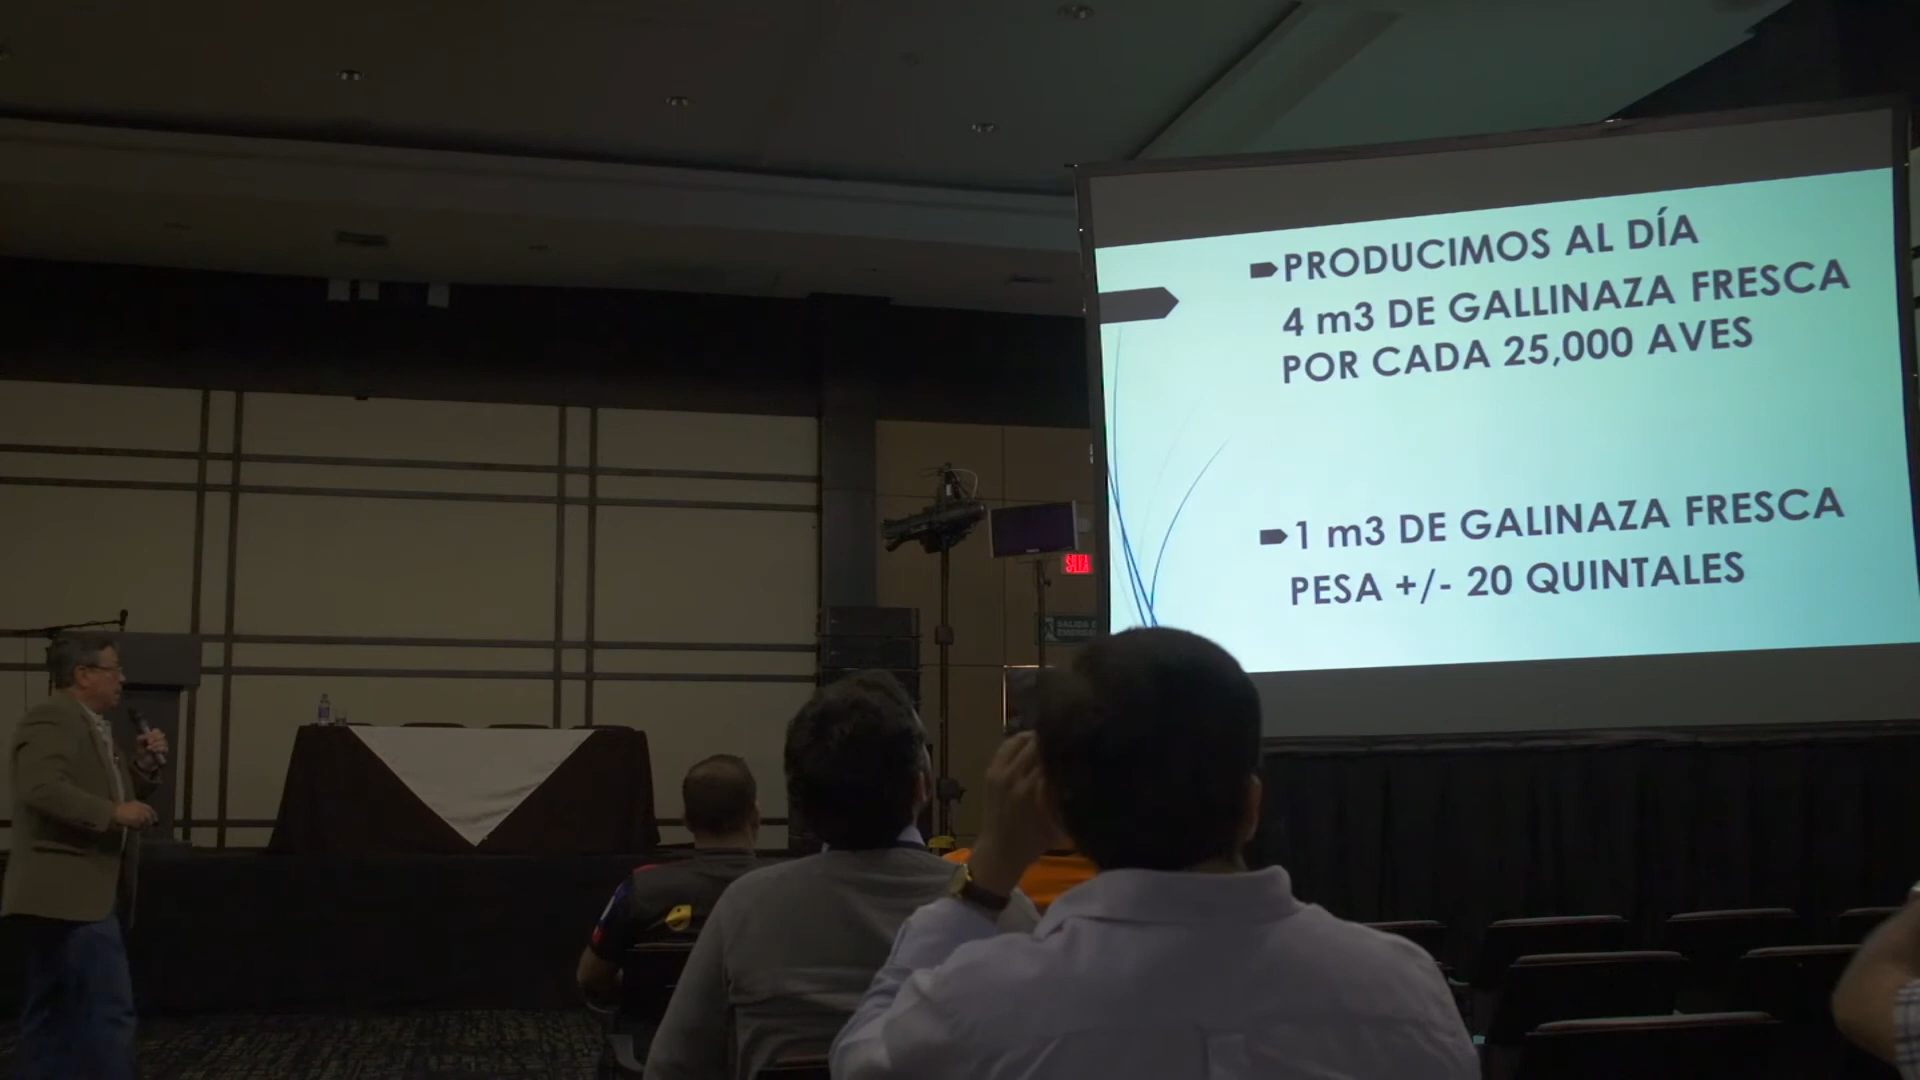 PRODUCIMOS AL DÍA
4 m3 DE GALLINAZA FRESCA
POR CADA 25,000 AVES
1 m3 DE GALINAZA FRESCA
PESA +/- 20 QUINTALES
SALIDA
SALIDA